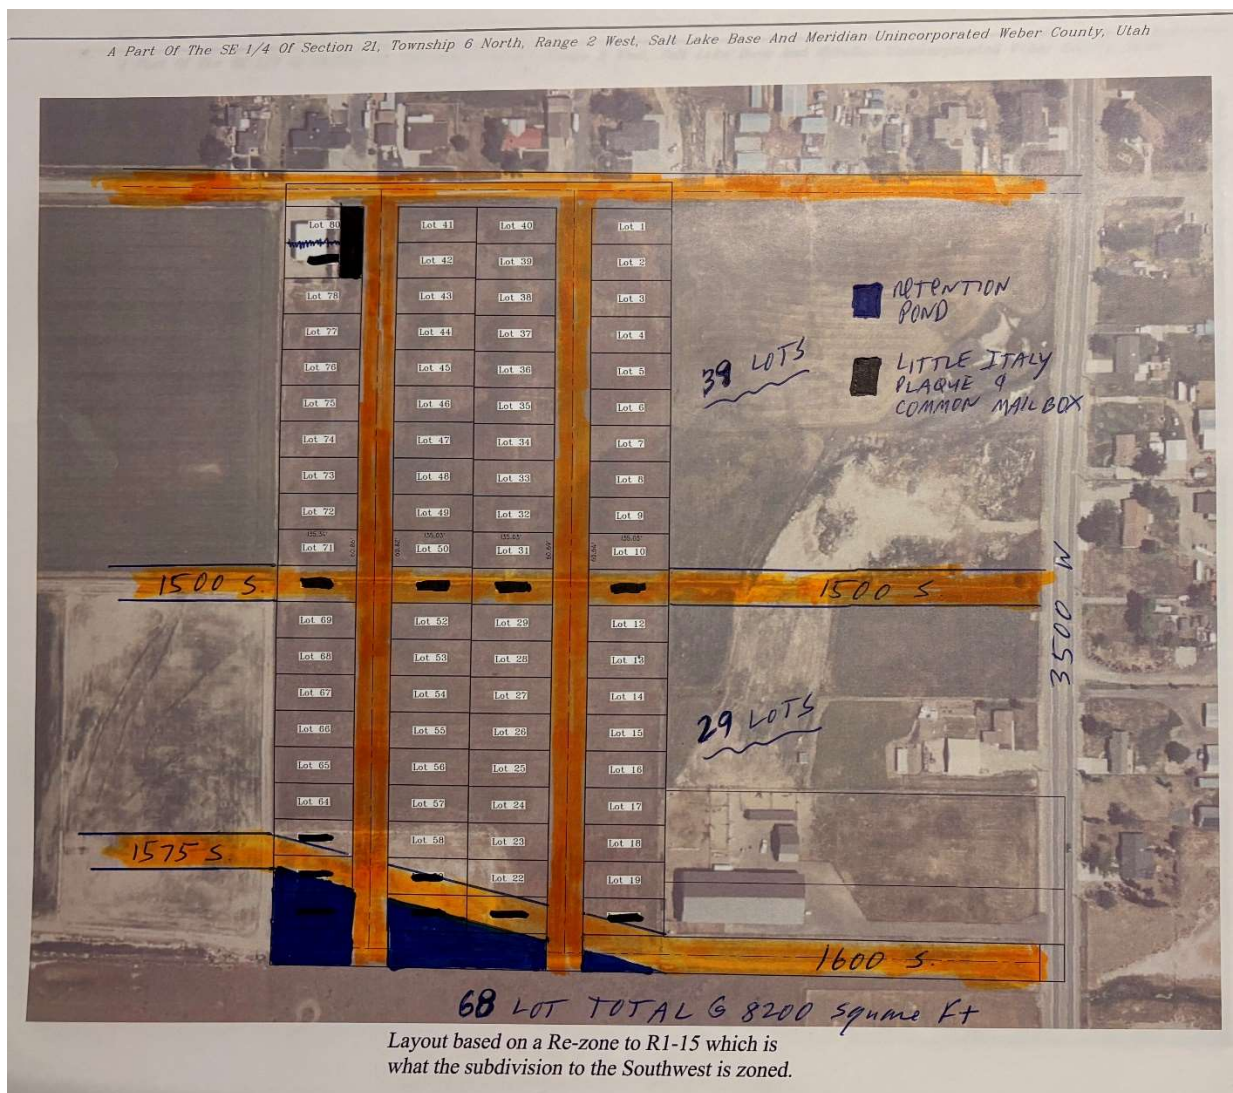 A Part Of The SE 1/4 Of Section 21, Township 6 North, Range 2 West, Salt Lake Base And Meridian Unincorporated Weber County, Utah
Lot 80 Lot 41 Lot 40 Lot 1
Lot 42 Lot 39 Lot 2
Lot 78 Lot 43 Lot 38 Lot 3
Lot 77 Lot 44 Lot 37 Lot 4
Lot 76 Lot 45 Lot 36 Lot 5
Lot 75 Lot 46 Lot 35 Lot 6
Lot 74 Lot 47 Lot 34 Lot 7
Lot 73 Lot 48 Lot 33 Lot 8
Lot 72 Lot 49 Lot 32 Lot 9
Lot 71 Lot 50 Lot 31 Lot 10
RETENTION
POND
LITTLE ITALY
PLAQUE &
COMMON MAILBOX
39 LOTS
1500 S. 1500 S
3500 W
Lot 69 Lot 52 Lot 29 Lot 12
Lot 68 Lot 53 Lot 28 Lot 13
Lot 67 Lot 54 Lot 27 Lot 14
Lot 66 Lot 55 Lot 26 Lot 15
Lot 65 Lot 56 Lot 25 Lot 16
Lot 64 Lot 57 Lot 24 Lot 17
Lot 58 Lot 23 Lot 18
Lot 22 Lot 19
29 LOTS
1575 S.
1600 S.
68 LOT TOTAL @ 8200 square Ft
Layout based on a Re-zone to R1-15 which is
what the subdivision to the Southwest is zoned.